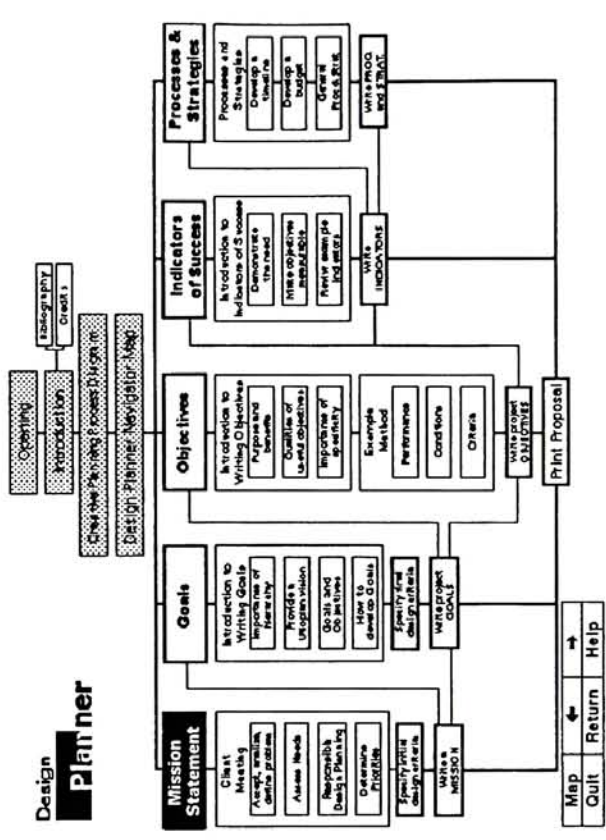 Design
Planner
Opening
Introduction
Bibliography
Credits
Creative Planning Process Diagram
Design Planner Navigator Map
Mission
Statement
Client
Meeting
Accept, analize,
define problem
Assess Needs
Responsible
Design Planning
Determine
Priorities
Specify initial
design criteria
Write a
MISSION
Goals
Introduction to
Writing Goals
Importance of
hierarchy
Provide a
utopian vision
Goals and
Objectives
How to
develop Goals
Specify final
design criteria
Write project
GOALS
Objectives
Introduction to
Writing Objectives
Purpose and
benefits
Qualities of
useful objectives
Importance of
specificity
Example
Method
Performance
Conditions
Criteria
Write project
OBJECTIVES
Indicators
of Success
Introduction to
Indicators of Success
Demonstrate
the need
Make objectives
measurable
Review example
indicators
Write
INDICATORS
Processes &
Strategies
Processes and
Strategies
Develop a
timeline
Develop a
budget
General
Proc & Strat.
Write PROC.
and STRAT.
Print Proposal
Map
Quit
Return
Help